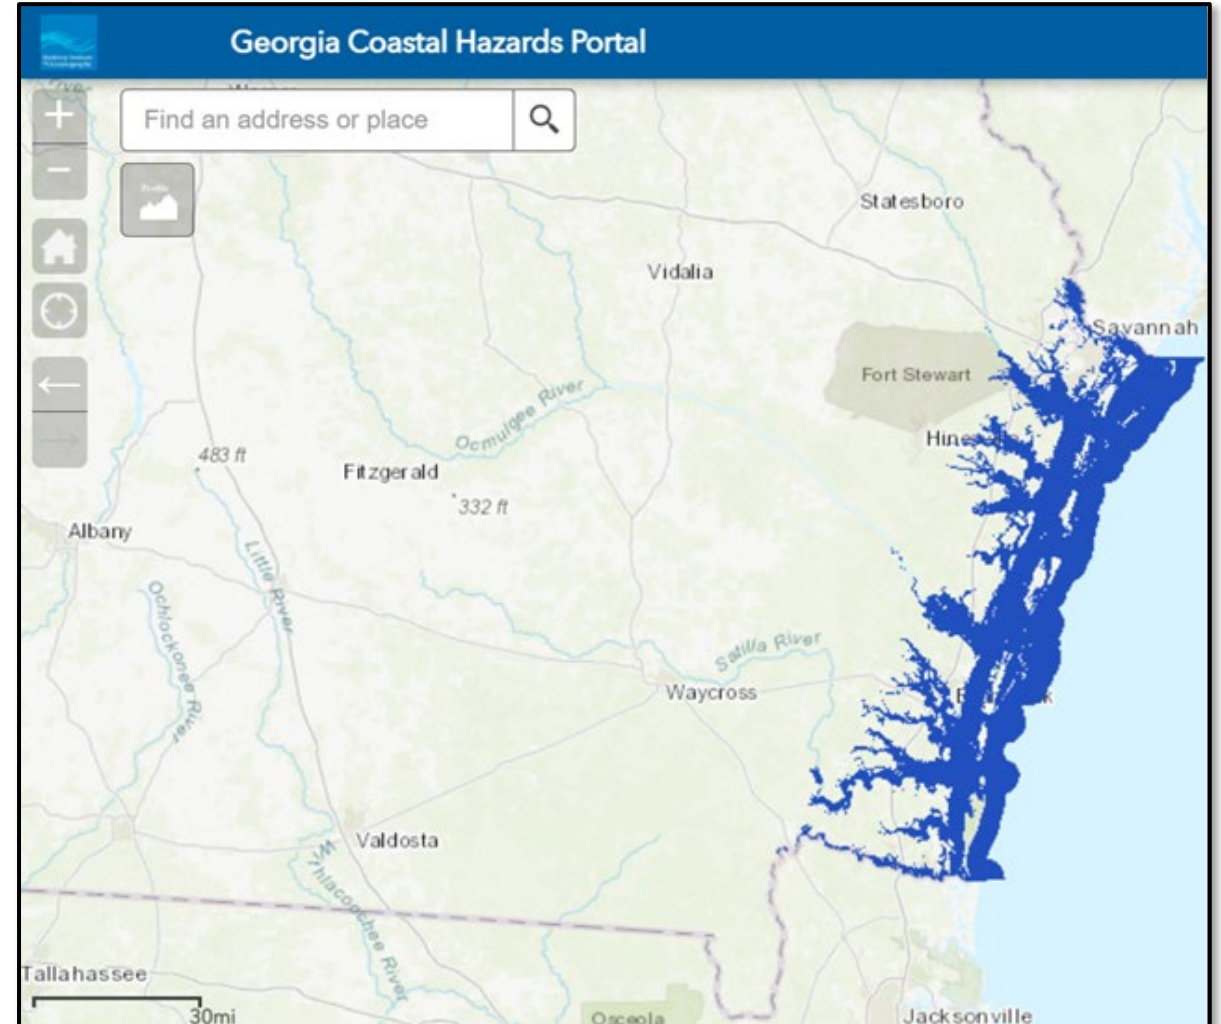 Georgia Coastal Hazards Portal
Find an address or place
Profile
Statesboro
Vidalia
Savannah
Fort Stewart
Ocmulgee River
483 ft
Fitzgerald
332 ft
Albany
Little River
Ochlockonee River
Satilla River
Waycross
Valdosta
Withlacoochee River
Tallahassee
30mi
Osceola
Jacksonville